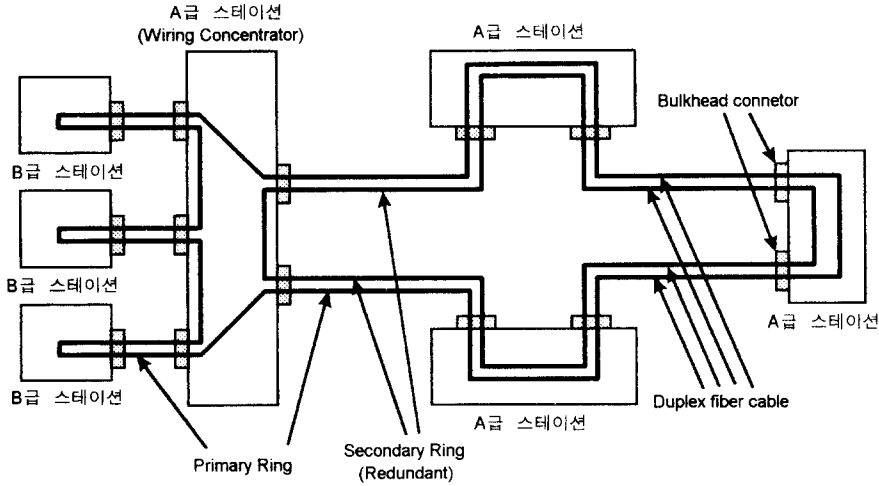 A급 스테이션
(Wiring Concentrator)
A급 스테이션
Bulkhead connetor
B급 스테이션
B급 스테이션
B급 스테이션
A급 스테이션
A급 스테이션
Duplex fiber cable
Primary Ring
Secondary Ring
(Redundant)